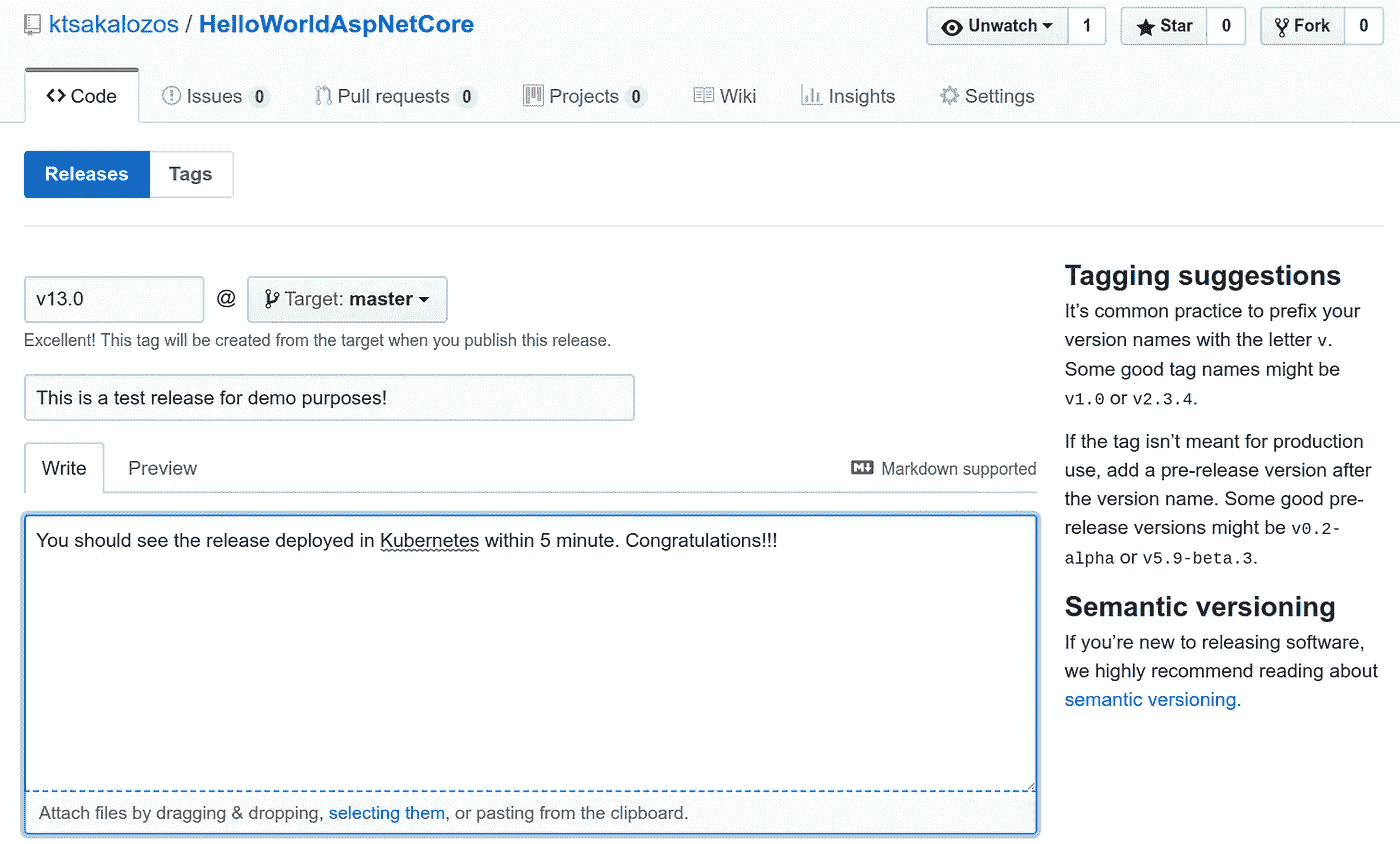 ktsakalozos / HelloWorldAspNetCore
Unwatch 1 Star 0 Fork 0
Code Issues 0 Pull requests 0 Projects 0 Wiki Insights Settings
Releases Tags
v13.0 @ Target: master
Excellent! This tag will be created from the target when you publish this release.
This is a test release for demo purposes!
Write Preview Markdown supported
You should see the release deployed in Kubernetes within 5 minute. Congratulations!!!
Attach files by dragging & dropping, selecting them, or pasting from the clipboard.
Tagging suggestions
It's common practice to prefix your
version names with the letter v.
Some good tag names might be
v1.0 or v2.3.4.
If the tag isn't meant for production
use, add a pre-release version after
the version name. Some good pre-
release versions might be v0.2-
alpha or v5.9-beta.3.
Semantic versioning
If you're new to releasing software,
we highly recommend reading about
semantic versioning.